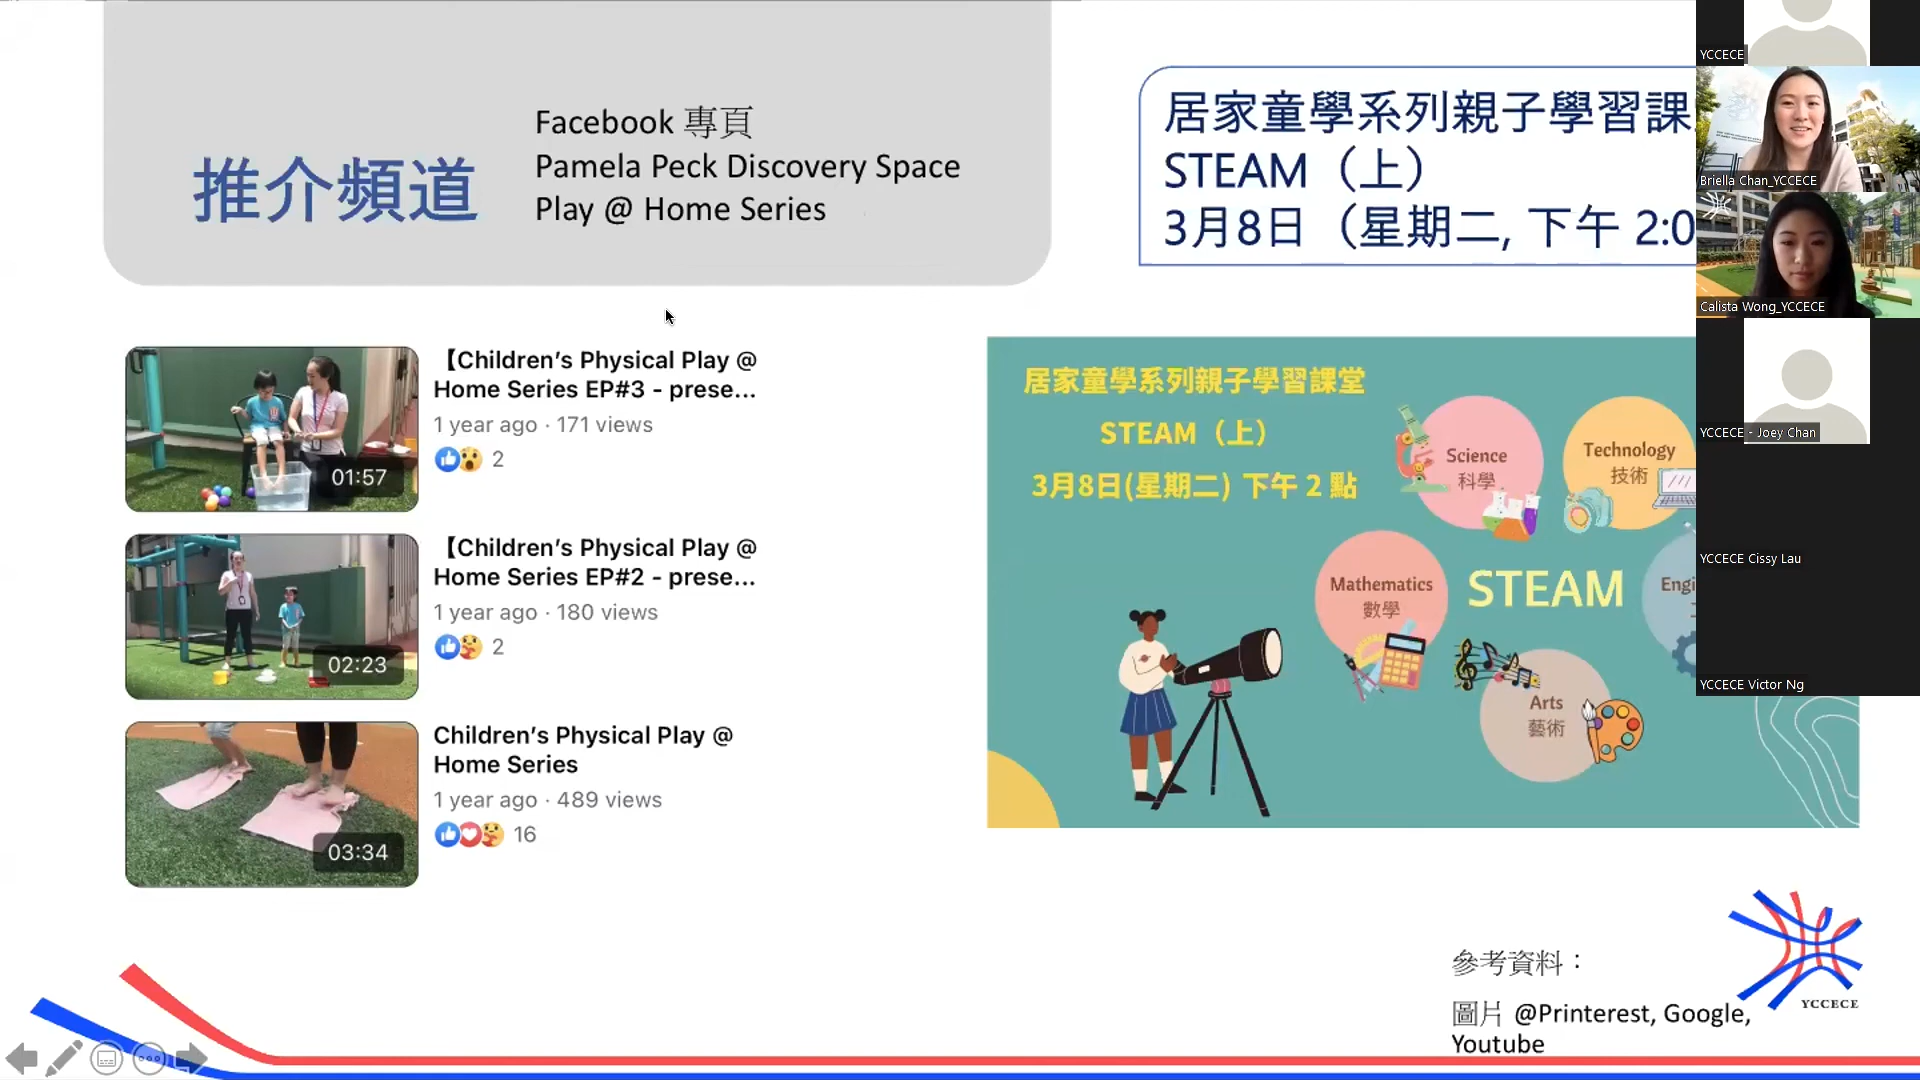 推介頻道
Facebook 專頁
Pamela Peck Discovery Space
Play @ Home Series
居家童學系列親子學習課
STEAM（上）
3月8日（星期二, 下午 2:0
【Children’s Physical Play @
Home Series EP#3 - prese...
1 year ago · 171 views
2
01:57
【Children’s Physical Play @
Home Series EP#2 - prese...
1 year ago · 180 views
2
02:23
Children’s Physical Play @
Home Series
1 year ago · 489 views
16
03:34
居家童學系列親子學習課堂
STEAM（上）
3月8日(星期二) 下午 2 點
Science
科學
Technology
技術
Mathematics
數學
STEAM
Engi
Arts
藝術
YCCECE
Briella Chan_YCCECE
Calista Wong_YCCECE
YCCECE - Joey Chan
YCCECE Cissy Lau
YCCECE Victor Ng
參考資料：
圖片 @Printerest, Google,
Youtube
YCCECE